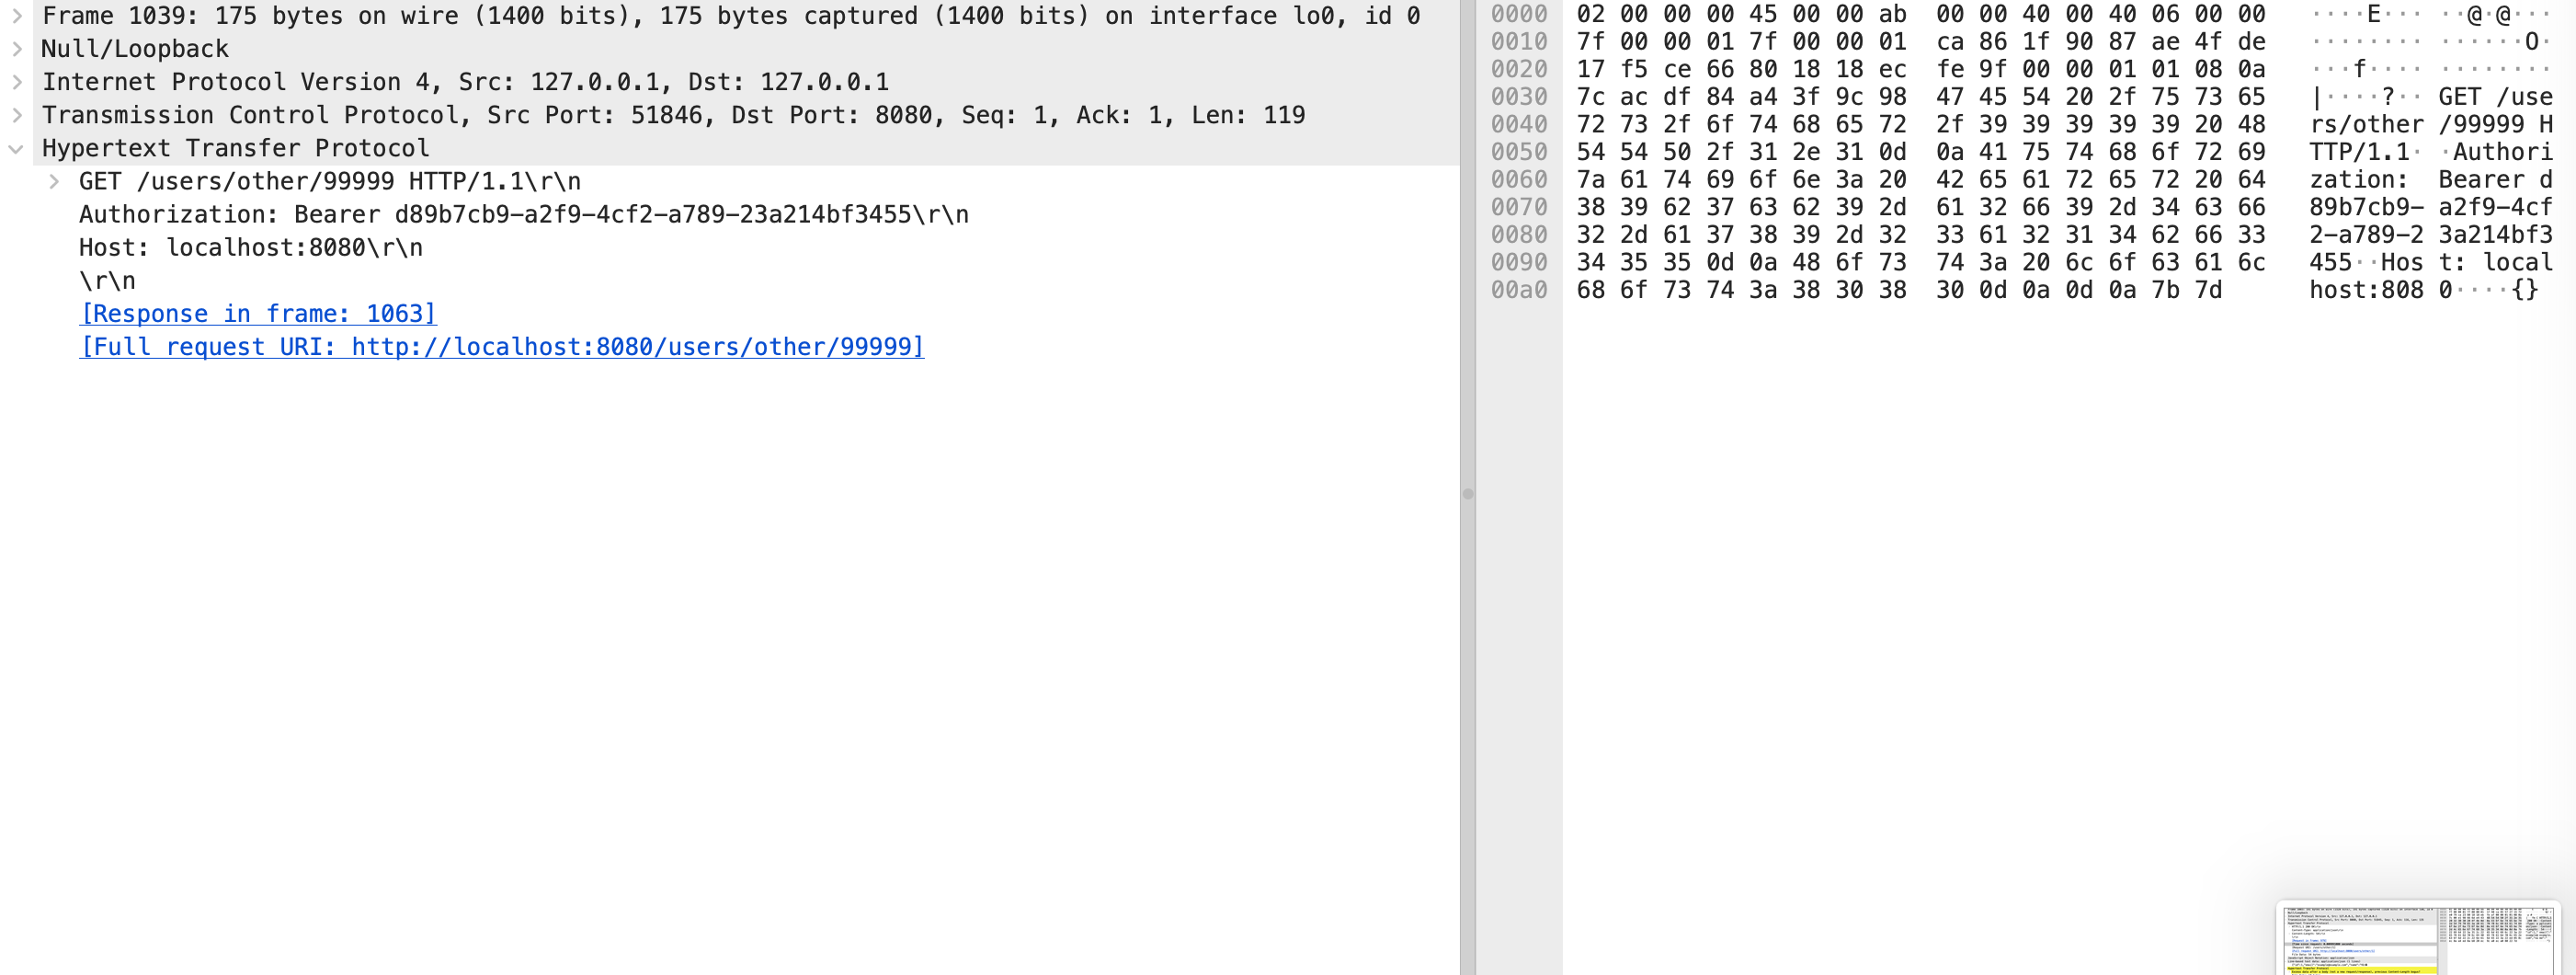 Frame 1039: 175 bytes on wire (1400 bits), 175 bytes captured (1400 bits) on interface lo0, id 0
Null/Loopback
Internet Protocol Version 4, Src: 127.0.0.1, Dst: 127.0.0.1
Transmission Control Protocol, Src Port: 51846, Dst Port: 8080, Seq: 1, Ack: 1, Len: 119
Hypertext Transfer Protocol
GET /users/other/99999 HTTP/1.1\r\n
Authorization: Bearer d89b7cb9-a2f9-4cf2-a789-23a214bf3455\r\n
Host: localhost:8080\r\n
\r\n
[Response in frame: 1063]
[Full request URI: http://localhost:8080/users/other/99999]
0000 02 00 00 00 45 00 00 ab 00 00 40 00 40 06 00 00 ····E··· ··@·@···
0010 7f 00 00 01 7f 00 00 01 ca 86 1f 90 87 ae 4f de ········ ······O·
0020 17 f5 ce 66 80 18 18 ec fe 9f 00 00 01 01 08 0a ···f···· ········
0030 7c ac df 84 a4 3f 9c 98 47 45 54 20 2f 75 73 65 |····?·· GET /use
0040 72 73 2f 6f 74 68 65 72 2f 39 39 39 39 39 20 48 rs/other /99999 H
0050 54 54 50 2f 31 2e 31 0d 0a 41 75 74 68 6f 72 69 TTP/1.1· ·Authori
0060 7a 61 74 69 6f 6e 3a 20 42 65 61 72 65 72 20 64 zation: Bearer d
0070 38 39 62 37 63 62 39 2d 61 32 66 39 2d 34 63 66 89b7cb9- a2f9-4cf
0080 32 2d 61 37 38 39 2d 32 33 61 32 31 34 62 66 33 2-a789-2 3a214bf3
0090 34 35 35 0d 0a 48 6f 73 74 3a 20 6c 6f 63 61 6c 455··Hos t: local
00a0 68 6f 73 74 3a 38 30 38 30 0d 0a 0d 0a 7b 7d host:808 0····{}